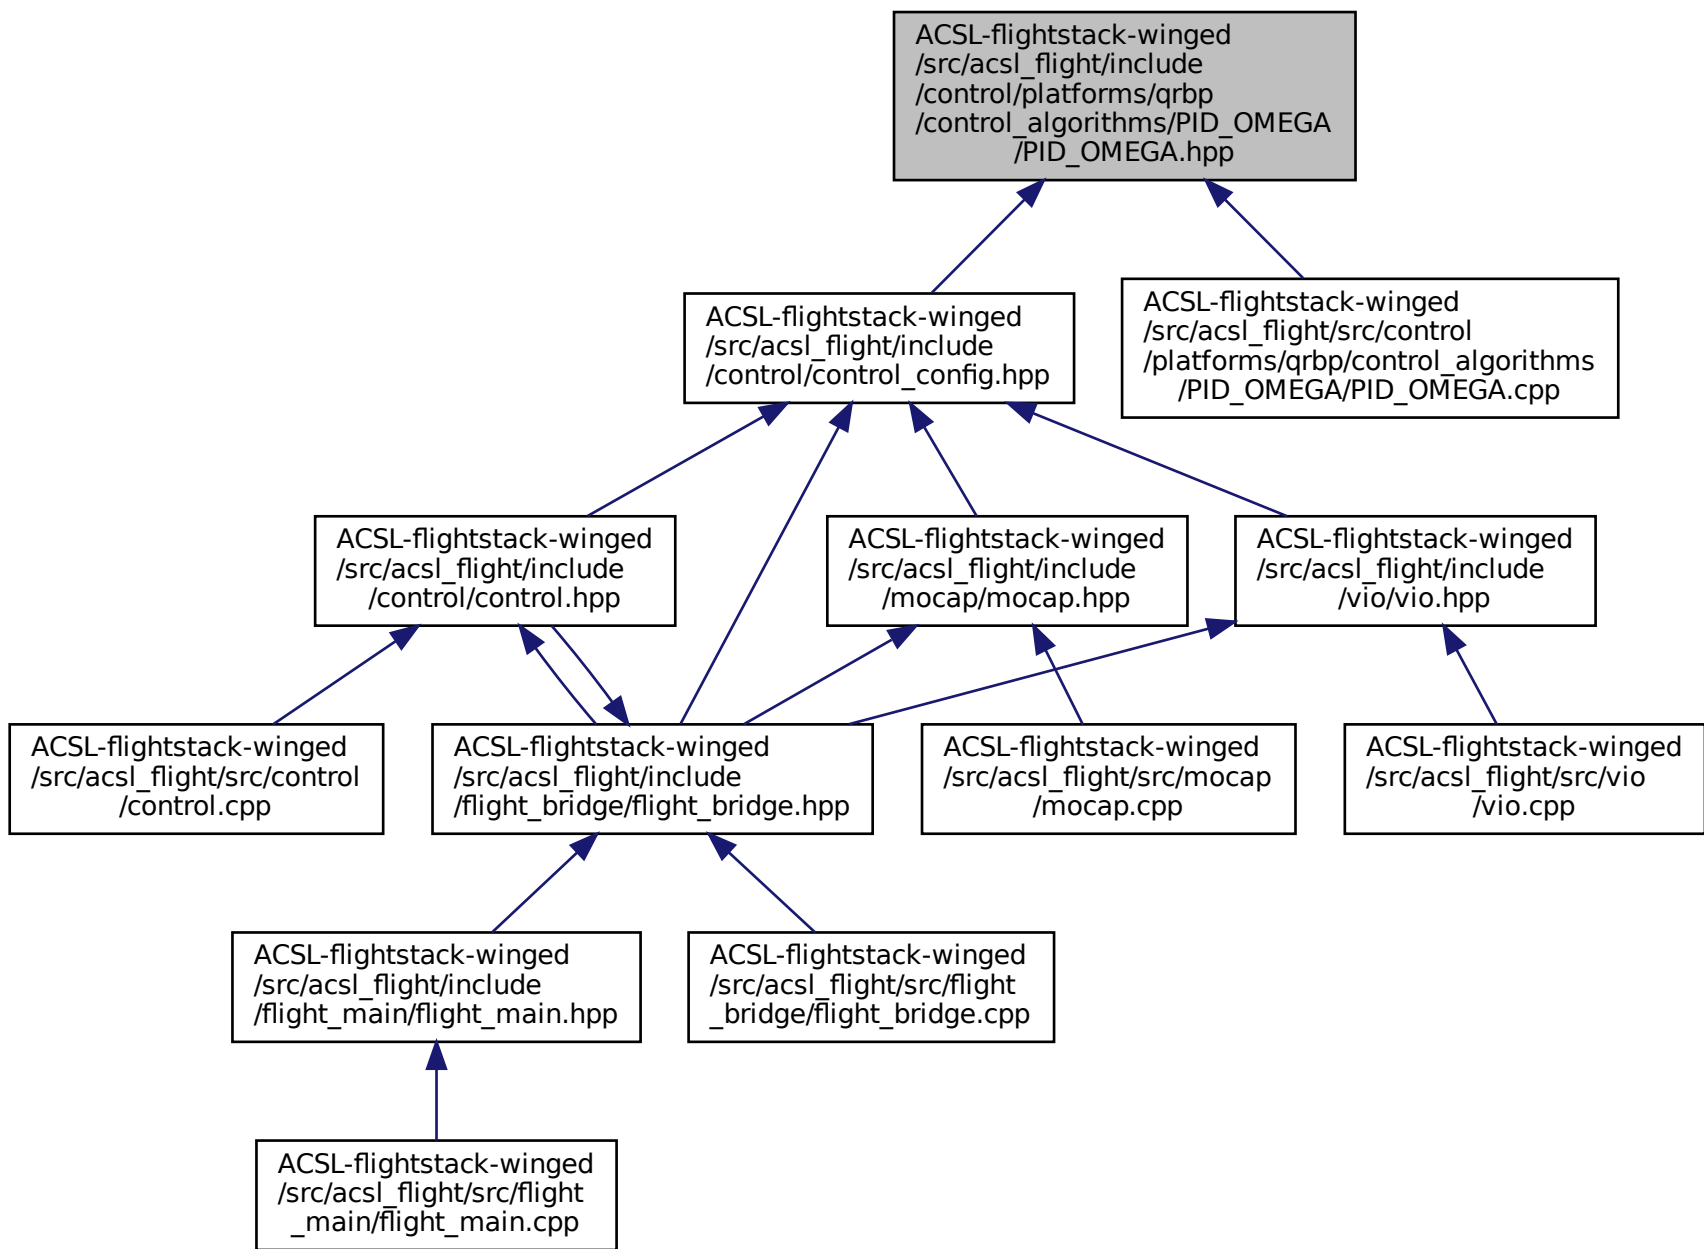 ACSL-flightstack-winged
/src/acsl_flight/include
/control/platforms/qrbp
/control_algorithms/PID_OMEGA
/PID_OMEGA.hpp
ACSL-flightstack-winged
/src/acsl_flight/include
/control/control_config.hpp
ACSL-flightstack-winged
/src/acsl_flight/src/control
/platforms/qrbp/control_algorithms
/PID_OMEGA/PID_OMEGA.cpp
ACSL-flightstack-winged
/src/acsl_flight/include
/control/control.hpp
ACSL-flightstack-winged
/src/acsl_flight/include
/mocap/mocap.hpp
ACSL-flightstack-winged
/src/acsl_flight/include
/vio/vio.hpp
ACSL-flightstack-winged
/src/acsl_flight/src/control
/control.cpp
ACSL-flightstack-winged
/src/acsl_flight/include
/flight_bridge/flight_bridge.hpp
ACSL-flightstack-winged
/src/acsl_flight/src/mocap
/mocap.cpp
ACSL-flightstack-winged
/src/acsl_flight/src/vio
/vio.cpp
ACSL-flightstack-winged
/src/acsl_flight/include
/flight_main/flight_main.hpp
ACSL-flightstack-winged
/src/acsl_flight/src/flight
_bridge/flight_bridge.cpp
ACSL-flightstack-winged
/src/acsl_flight/src/flight
_main/flight_main.cpp